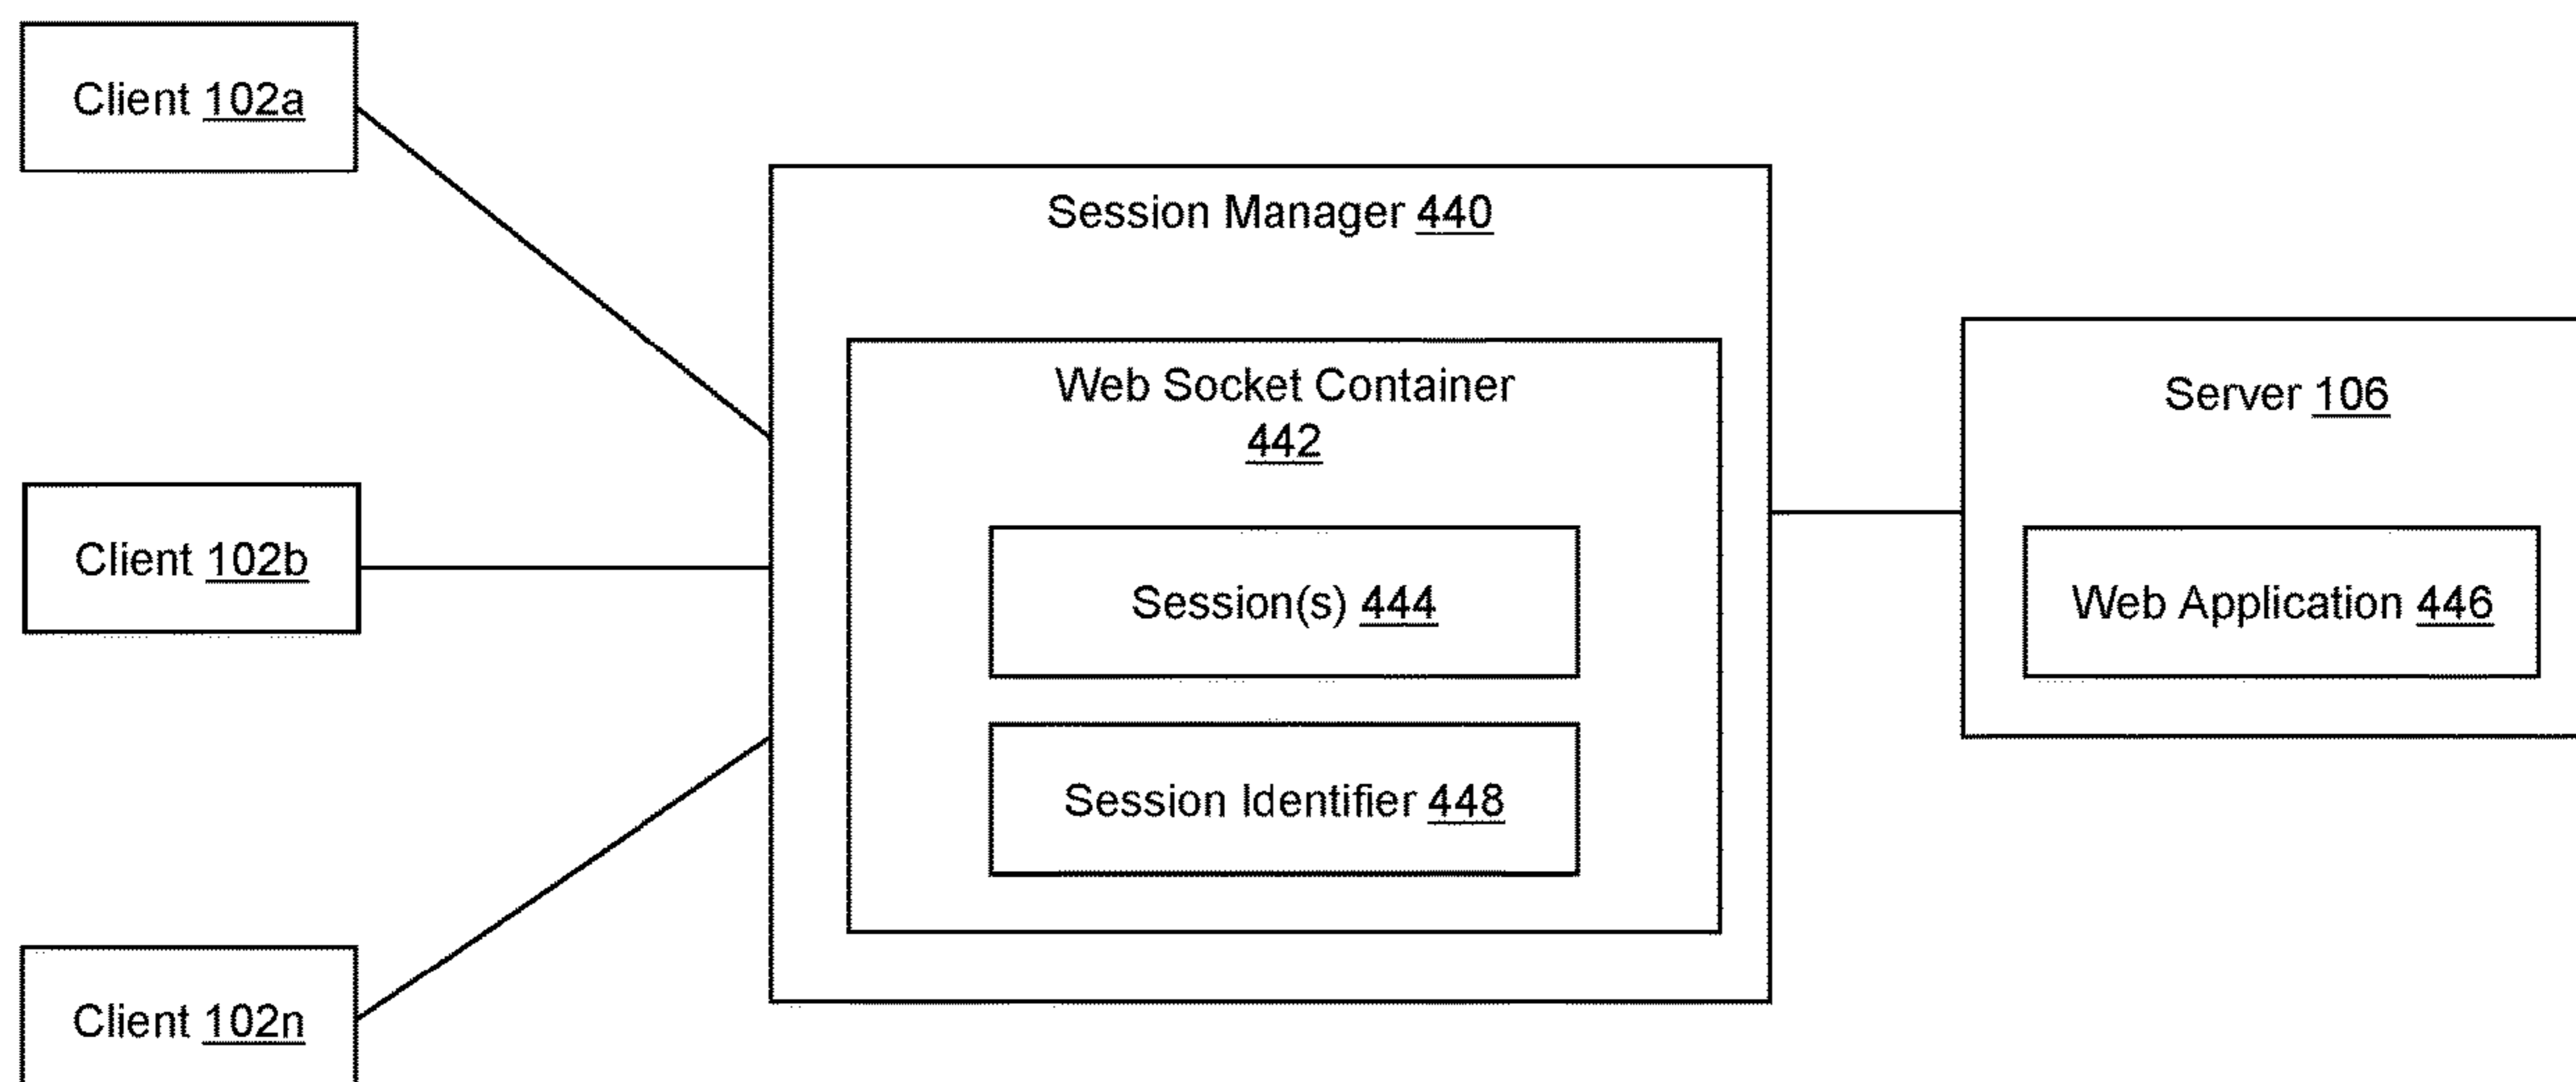 Client 102a
Session Manager 440
Web Socket Container
442
Server 106
Client 102b
Session(s) 444
Web Application 446
Session Identifier 448
Client 102n